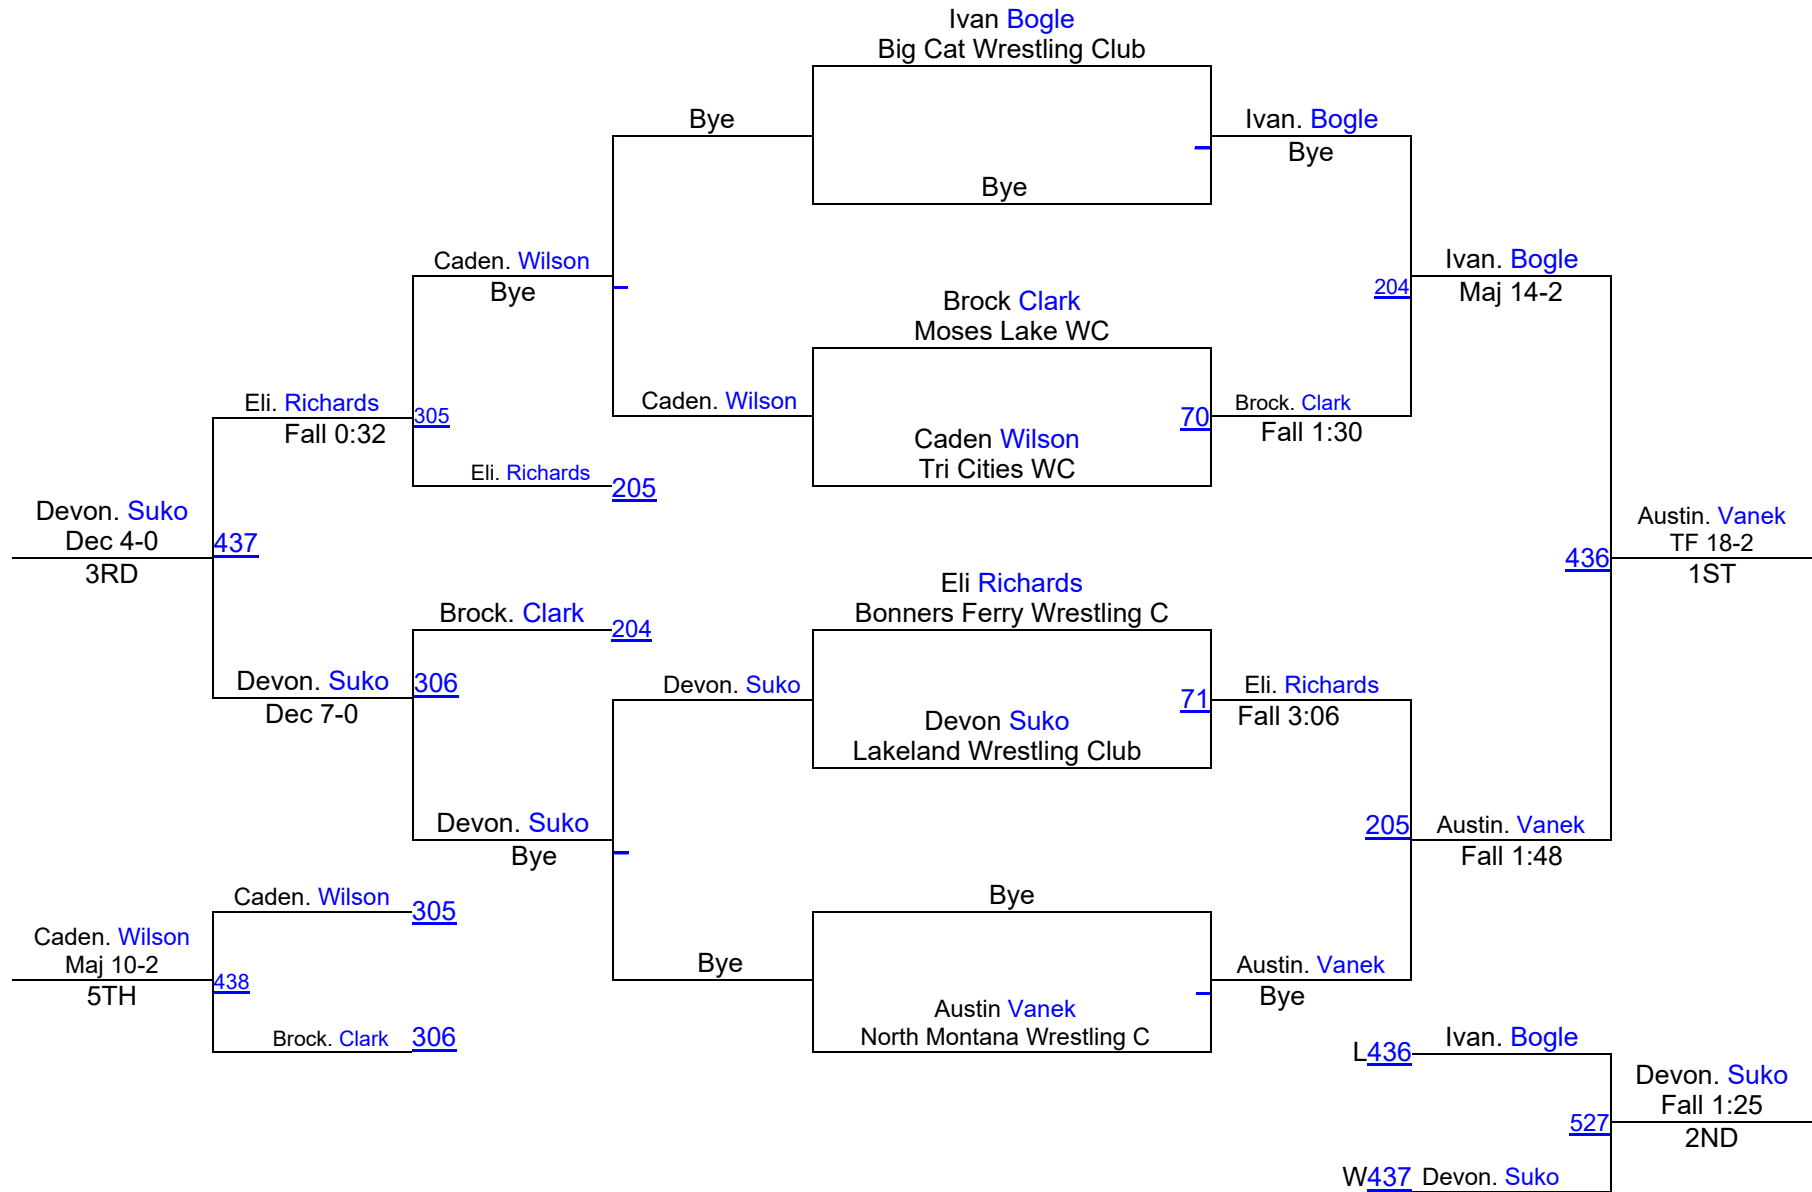 Ivan Bogle
Big Cat Wrestling Club
Bye
Ivan. Bogle
Bye
Bye
Caden. Wilson
Bye
Ivan. Bogle
204
Maj 14-2
Brock Clark
Moses Lake WC
Eli. Richards
305
Fall 0:32
Caden. Wilson
70
Brock. Clark
Fall 1:30
Caden Wilson
Tri Cities WC
Eli. Richards
205
Devon. Suko
Dec 4-0
437
3RD
Austin. Vanek
TF 18-2
436
1ST
Eli Richards
Bonners Ferry Wrestling C
Brock. Clark
204
Devon. Suko
306
Dec 7-0
Devon. Suko
71
Eli. Richards
Fall 3:06
Devon Suko
Lakeland Wrestling Club
Devon. Suko
Bye
205
Austin. Vanek
Fall 1:48
Caden. Wilson
305
Bye
Caden. Wilson
Maj 10-2
438
5TH
Bye
Austin. Vanek
Bye
Austin Vanek
North Montana Wrestling C
Brock. Clark
306
L436
Ivan. Bogle
Devon. Suko
Fall 1:25
527
2ND
W437
Devon. Suko